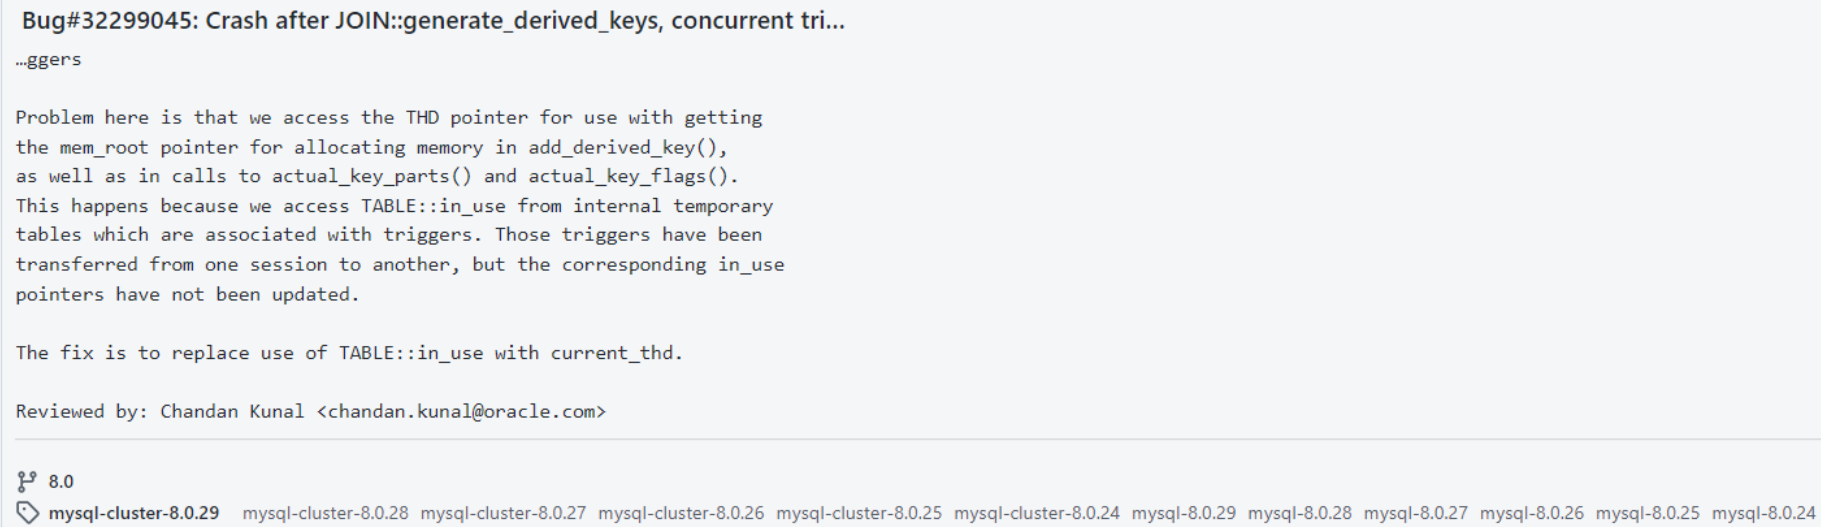 Bug#32299045: Crash after JOIN::generate_derived_keys, concurrent tri...
…ggers
Problem here is that we access the THD pointer for use with getting
the mem_root pointer for allocating memory in add_derived_key(),
as well as in calls to actual_key_parts() and actual_key_flags().
This happens because we access TABLE::in_use from internal temporary
tables which are associated with triggers. Those triggers have been
transferred from one session to another, but the corresponding in_use
pointers have not been updated.
The fix is to replace use of TABLE::in_use with current_thd.
Reviewed by: Chandan Kunal <chandan.kunal@oracle.com>
8.0
mysql-cluster-8.0.29 mysql-cluster-8.0.28 mysql-cluster-8.0.27 mysql-cluster-8.0.26 mysql-cluster-8.0.25 mysql-cluster-8.0.24 mysql-8.0.29 mysql-8.0.28 mysql-8.0.27 mysql-8.0.26 mysql-8.0.25 mysql-8.0.24